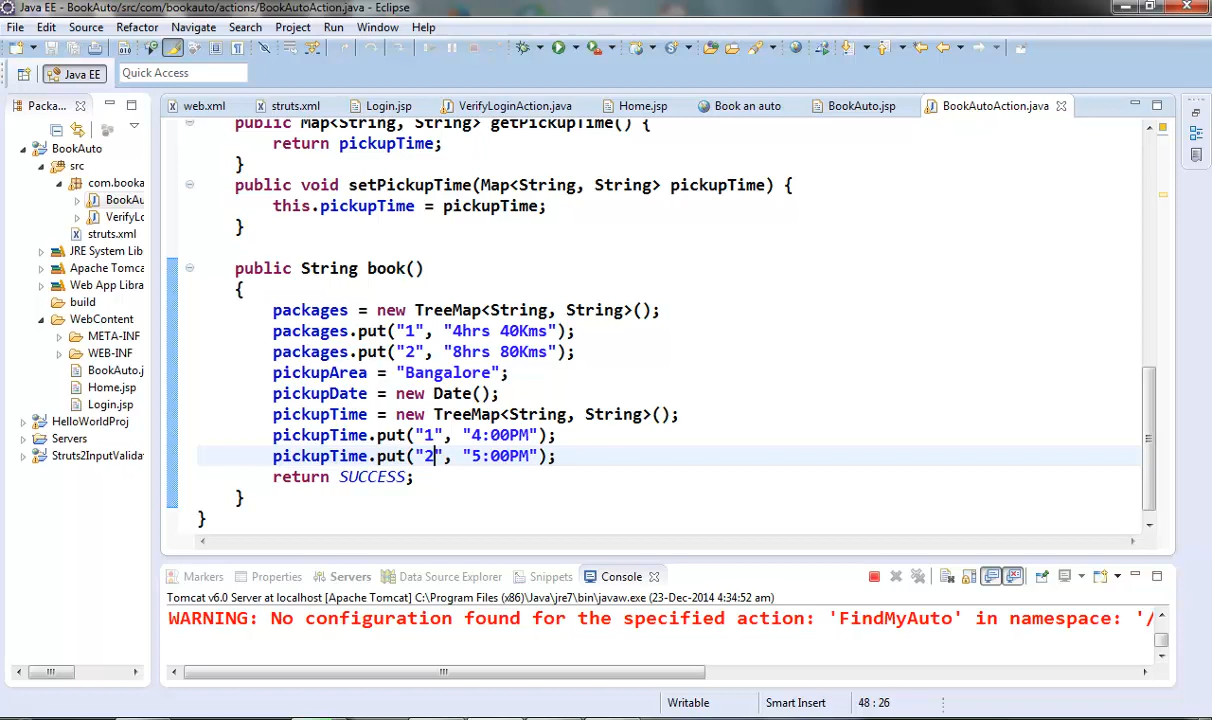 Java EE - BookAuto/src/com/bookauto/actions/BookAutoAction.java - Eclipse
File Edit Source Refactor Navigate Search Project Run Window Help
Java EE Quick Access
Packa... web.xml struts.xml Login.jsp VerifyLoginAction.java Home.jsp Book an auto BookAuto.jsp BookAutoAction.java
BookAuto
src
com.booka
BookAu
VerifyLo
struts.xml
JRE System Lib
Apache Tomca
Web App Libra
build
WebContent
META-INF
WEB-INF
BookAuto.j
Home.jsp
Login.jsp
HelloWorldProj
Servers
Struts2InputValida
public Map<String, String> getPickupTime() {
return pickupTime;
}
public void setPickupTime(Map<String, String> pickupTime) {
this.pickupTime = pickupTime;
}
public String book()
{
packages = new TreeMap<String, String>();
packages.put("1", "4hrs 40Kms");
packages.put("2", "8hrs 80Kms");
pickupArea = "Bangalore";
pickupDate = new Date();
pickupTime = new TreeMap<String, String>();
pickupTime.put("1", "4:00PM");
pickupTime.put("2", "5:00PM");
return SUCCESS;
}
}
Markers Properties Servers Data Source Explorer Snippets Console
Tomcat v6.0 Server at localhost [Apache Tomcat] C:\Program Files (x86)\Java\jre7\bin\javaw.exe (23-Dec-2014 4:34:52 am)
WARNING: No configuration found for the specified action: 'FindMyAuto' in namespace: '/
Writable Smart Insert 48 : 26